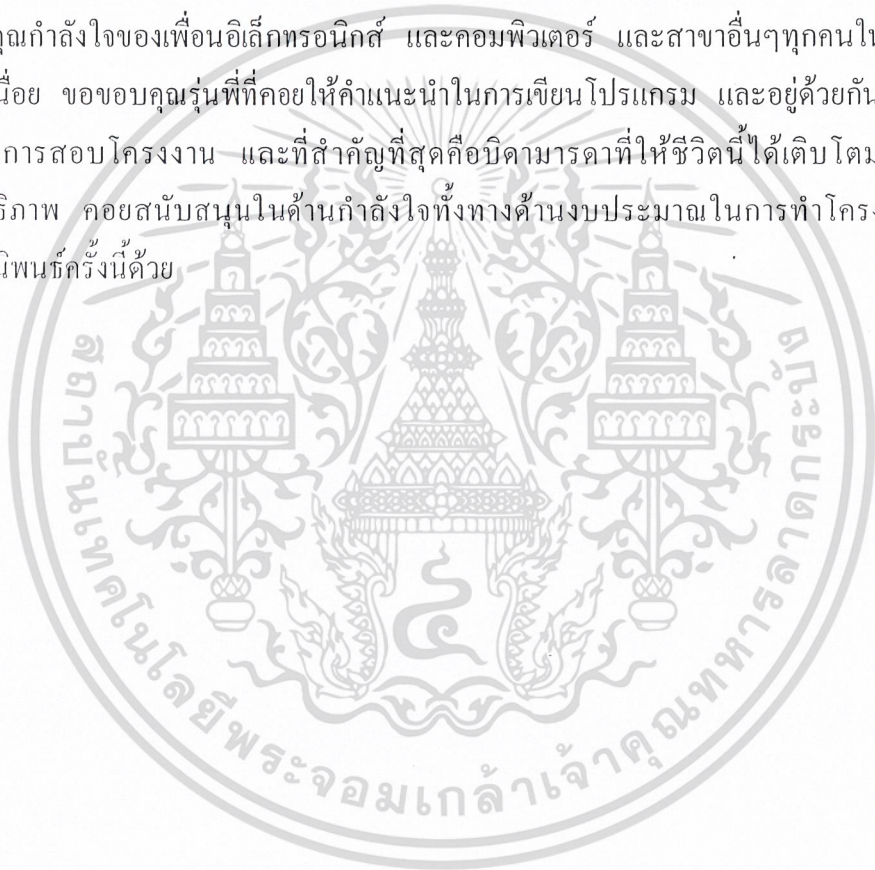 ุณกำลังใจของเพื่อนอิเล็กทรอนิกส์ และคอมพิวเตอร์ และสาขาอื่นๆทุกคนใน
นื่อย ขอขอบคุณรุ่นพี่ที่คอยให้คำแนะนำในการเขียนโปรแกรม และอยู่ด้วยกัน
การสอบโครงงาน และที่สำคัญที่สุดคือบิดามารดาที่ให้ชีวิตนี้ได้เติบโตม
ธิภาพ คอยสนับสนุนในด้านกำลังใจทั้งทางด้านงบประมาณในการทำโครง
นิพนธ์ครั้งนี้ด้วย
สถาบันเทคโนโลยีพระจอมเกล้าเจ้าคุณทหารลาดกระบัง
๔